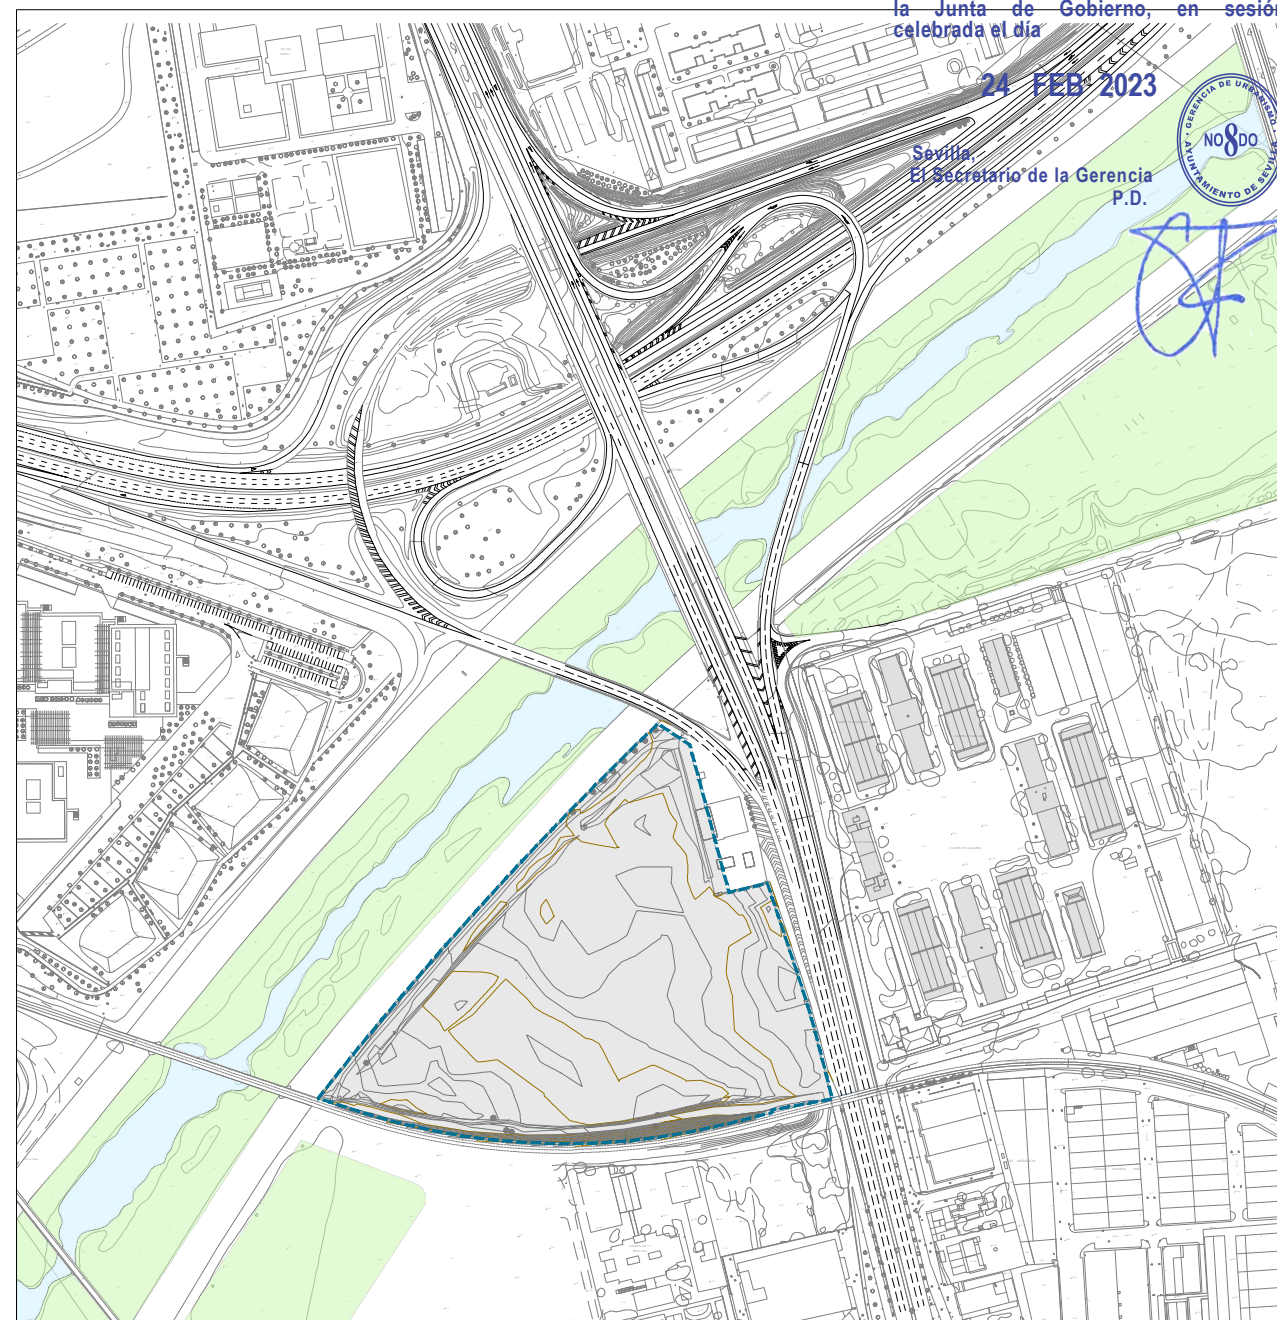 la Junta de Gobierno, en sesión
celebrada el día
24 FEB 2023
GERENCIA DE URBANISMO
NO8DO
AYUNTAMIENTO DE SEVILLA
Sevilla,
El Secretario de la Gerencia
P.D.